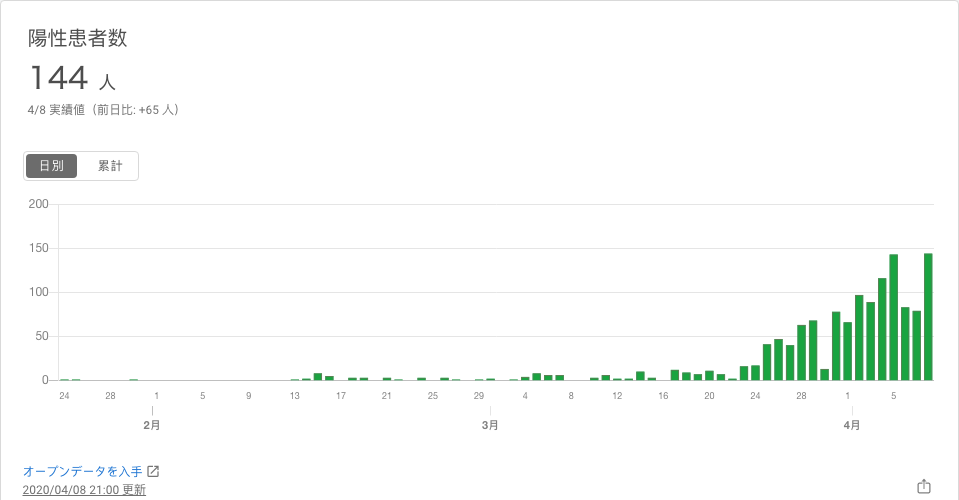 陽性患者数
144 人
4/8 実績値（前日比: +65 人）
日別 累計
200
150
100
50
0
24 28 1 5 9 13 17 21 25 29 4 8 12 16 20 24 28 1 5
2月 3月 4月
オープンデータを入手
2020/04/08 21:00 更新